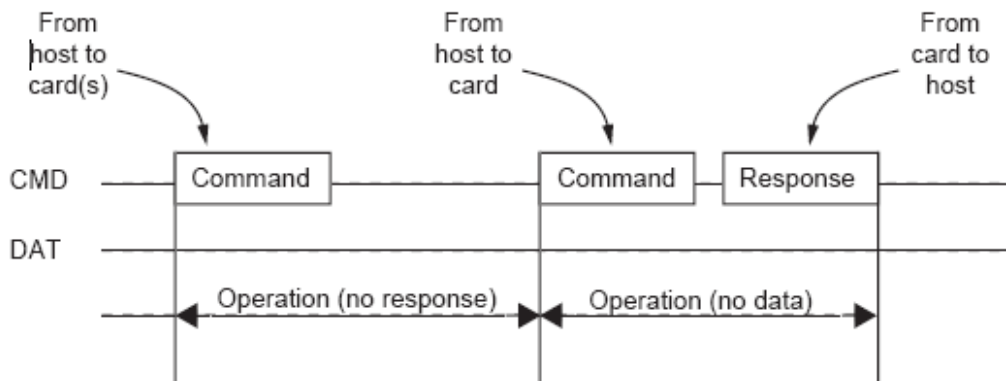 From
host to
card(s)
From
host to
card
From
card to
host
CMD
Command
Command
Response
DAT
Operation (no response)
Operation (no data)